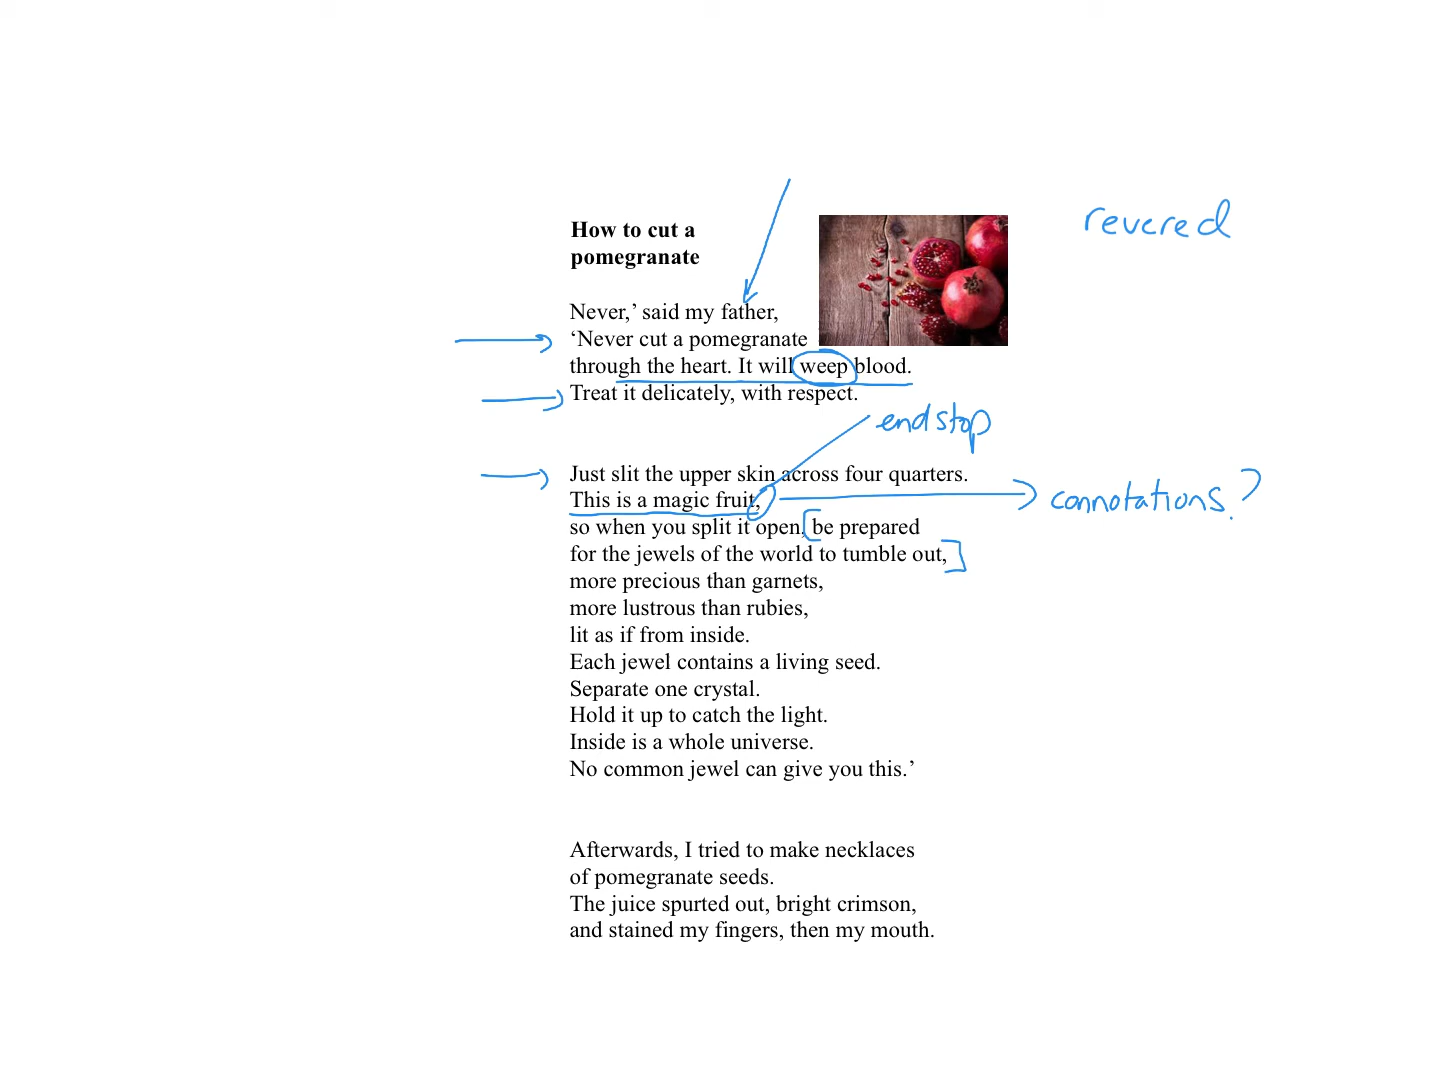 How to cut a
pomegranate
revered
Never,’ said my father,
‘Never cut a pomegranate
through the heart. It will weep blood.
Treat it delicately, with respect.
end stop
Just slit the upper skin across four quarters.
This is a magic fruit,
connotations?
so when you split it open, be prepared
for the jewels of the world to tumble out,
more precious than garnets,
more lustrous than rubies,
lit as if from inside.
Each jewel contains a living seed.
Separate one crystal.
Hold it up to catch the light.
Inside is a whole universe.
No common jewel can give you this.’
Afterwards, I tried to make necklaces
of pomegranate seeds.
The juice spurted out, bright crimson,
and stained my fingers, then my mouth.